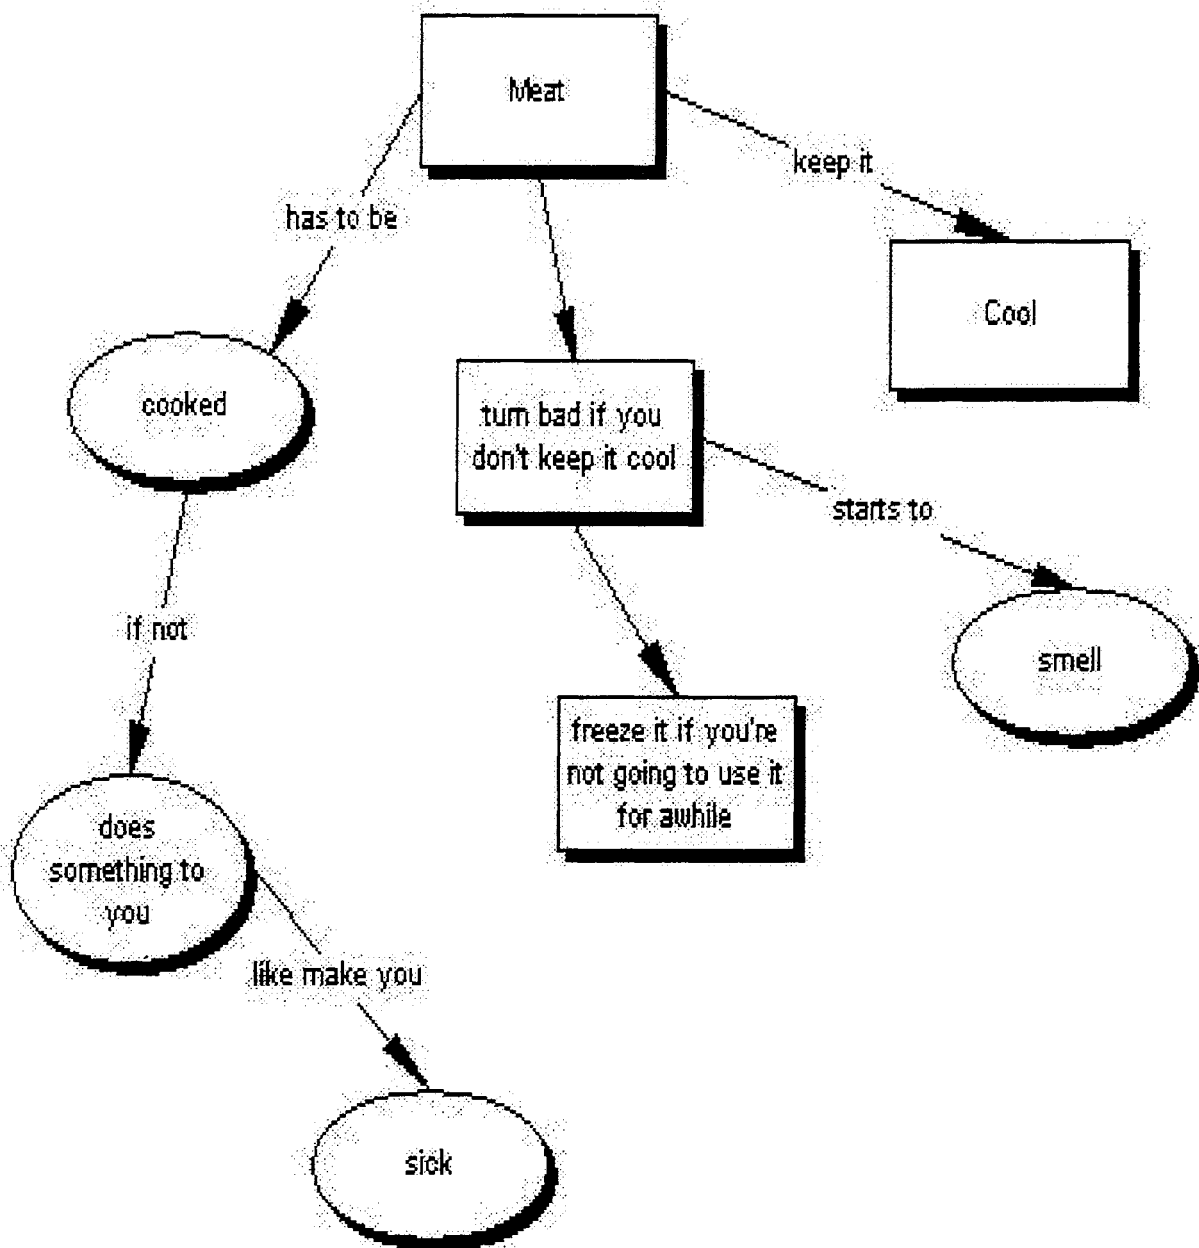 Meat
keep it
has to be
Cool
cooked
turn bad if you
don't keep it cool
starts to
if not
smell
freeze it if you're
not going to use it
for awhile
does
something to
you
like make you
sick